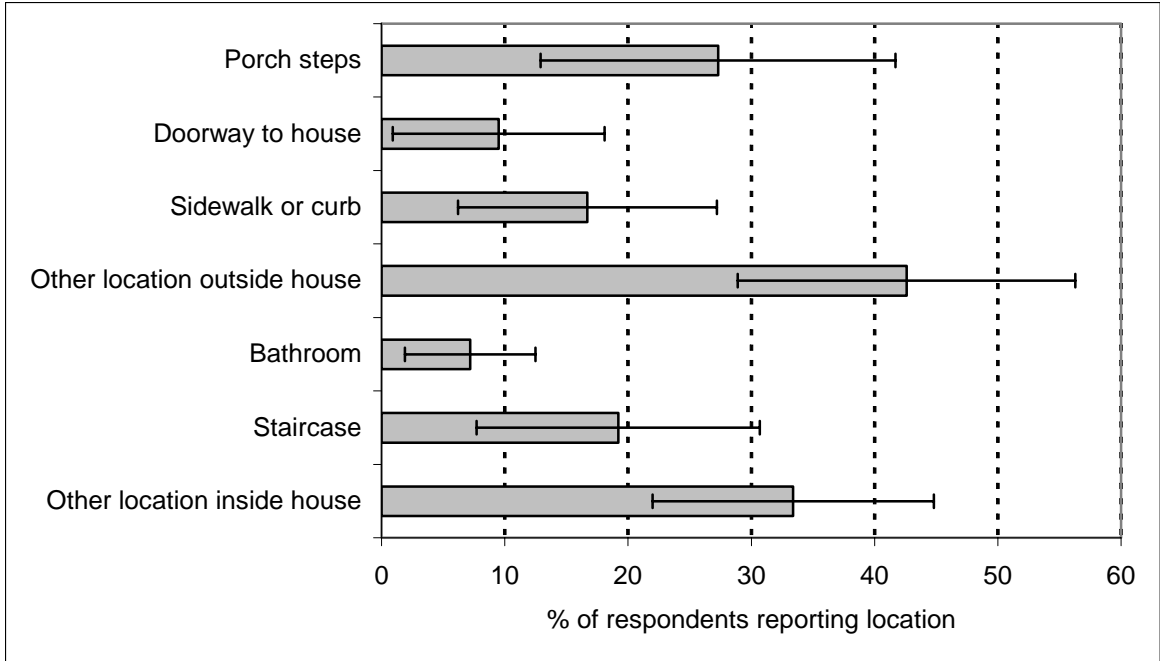 Porch steps
Doorway to house
Sidewalk or curb
Other location outside house
Bathroom
Staircase
Other location inside house
0 10 20 30 40 50 60
% of respondents reporting location